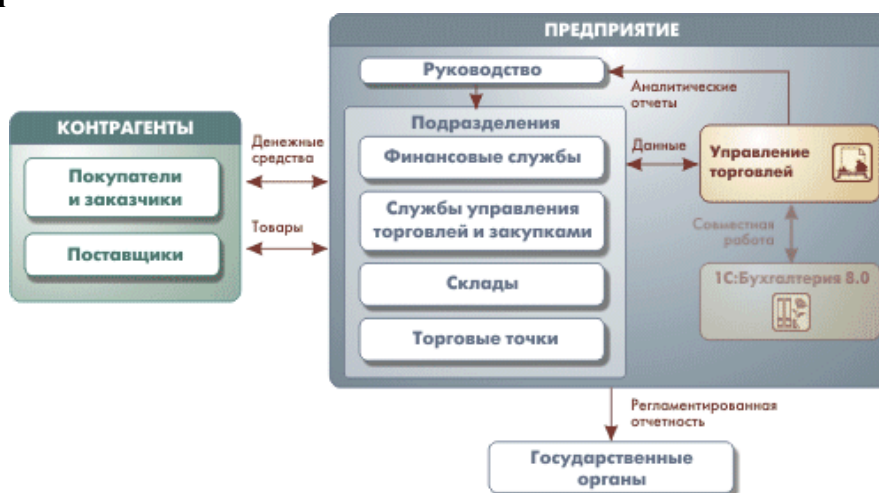 ПРЕДПРИЯТИЕ
Руководство
Аналитические
отчеты
КОНТРАГЕНТЫ
Покупатели
и заказчики
Поставщики
Денежные
средства
Товары
Подразделения
Финансовые службы
Службы управления
торговлей и закупками
Склады
Торговые точки
Данные
Управление
торговлей
Совместная
работа
1С:Бухгалтерия 8.0
Регламентированная
отчетность
Государственные
органы